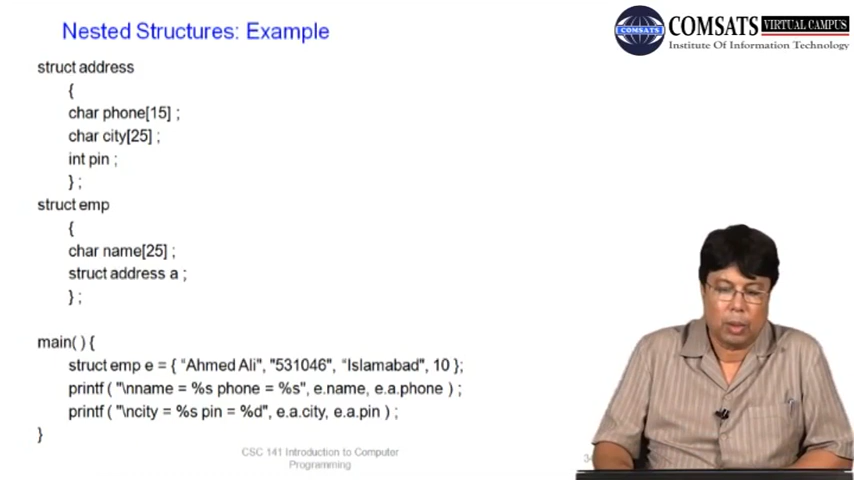 Nested Structures: Example
COMSATS VIRTUAL CAMPUS
Institute Of Information Technology
COMSATS
struct address
{
char phone[15] ;
char city[25] ;
int pin ;
} ;
struct emp
{
char name[25] ;
struct address a ;
} ;
main( ) {
struct emp e = { "Ahmed Ali", "531046", "Islamabad", 10 };
printf ( "\nname = %s phone = %s", e.name, e.a.phone ) ;
printf ( "\ncity = %s pin = %d", e.a.city, e.a.pin ) ;
}
CSC 141 Introduction to Computer
Programming